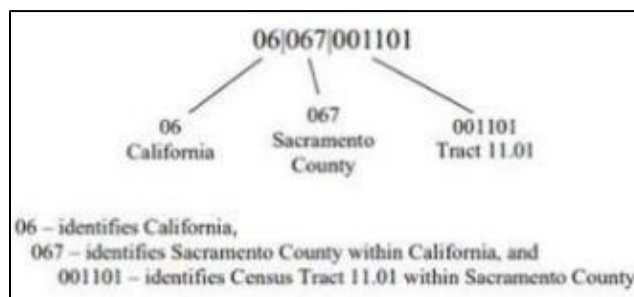 06|067|001101
06
California
067
Sacramento
County
001101
Tract 11.01
06 – identifies California,
067 – identifies Sacramento County within California, and
001101 – identifies Census Tract 11.01 within Sacramento County